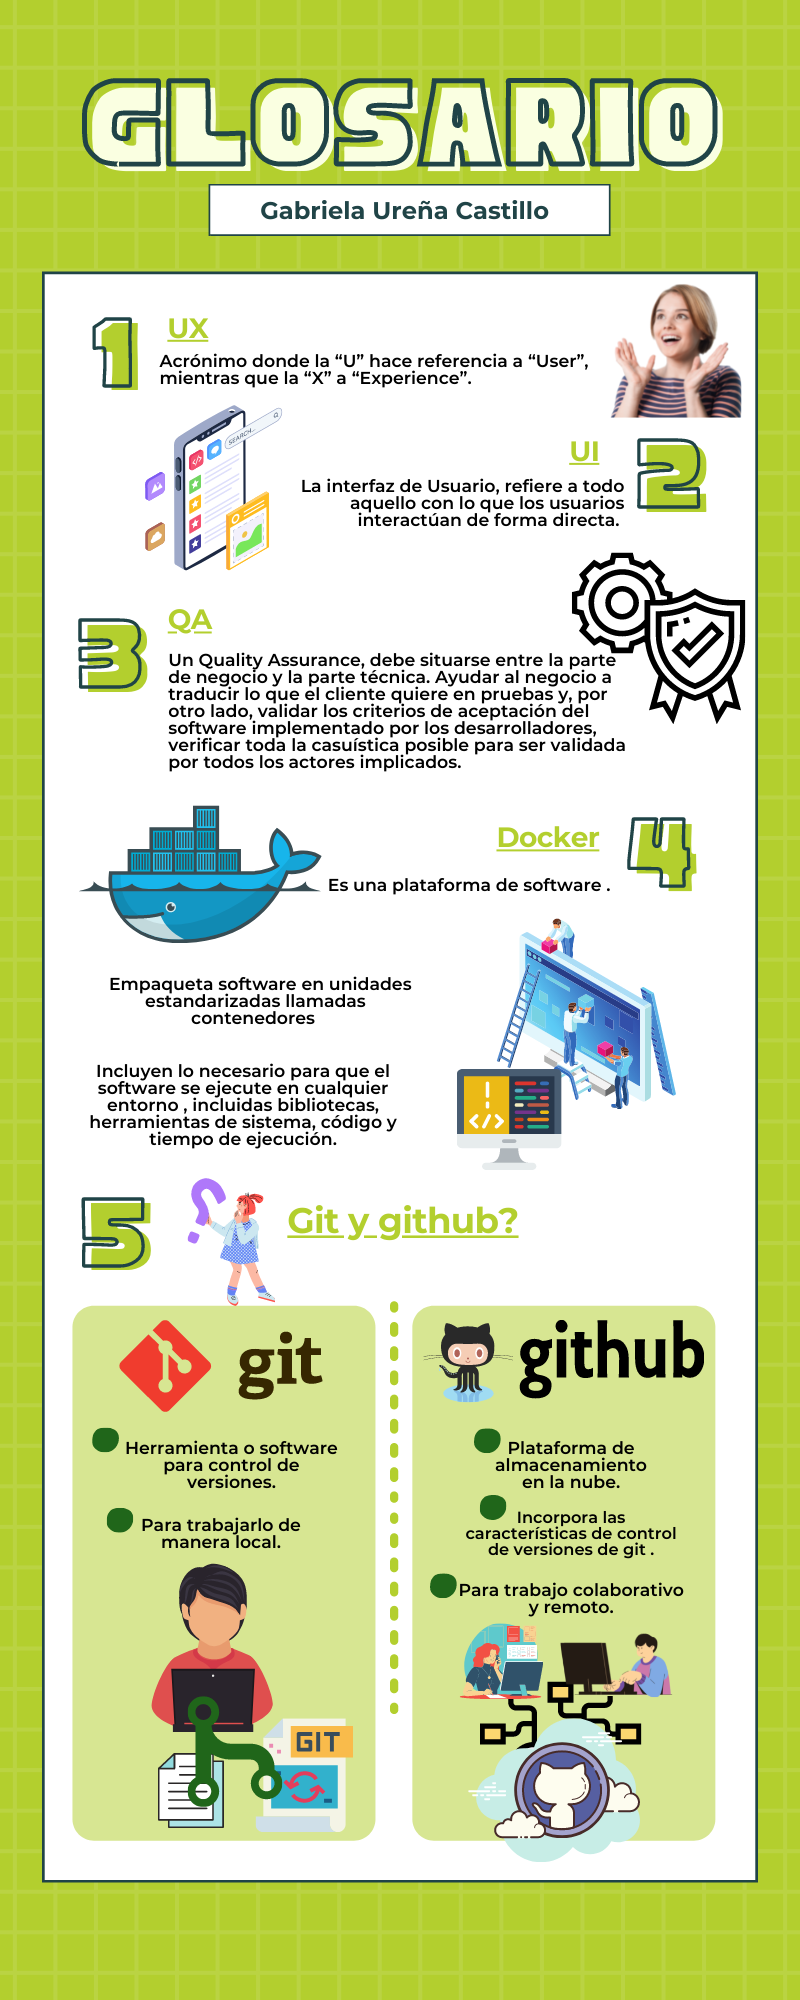 GLOSARIO
Gabriela Ureña Castillo
1
UX
Acrónimo donde la “U” hace referencia a “User”,
mientras que la “X” a “Experience”.
SEARCH...
UI
2
La interfaz de Usuario, refiere a todo
aquello con lo que los usuarios
interactúan de forma directa.
3
QA
Un Quality Assurance, debe situarse entre la parte
de negocio y la parte técnica. Ayudar al negocio a
traducir lo que el cliente quiere en pruebas y, por
otro lado, validar los criterios de aceptación del
software implementado por los desarrolladores,
verificar toda la casuística posible para ser validada
por todos los actores implicados.
Docker
4
Es una plataforma de software .
Empaqueta software en unidades
estandarizadas llamadas
contenedores
Incluyen lo necesario para que el
software se ejecute en cualquier
entorno , incluidas bibliotecas,
herramientas de sistema, código y
tiempo de ejecución.
</>
5
?
Git y github?
git
Herramienta o software
para control de
versiones.
Para trabajarlo de
manera local.
GIT
github
Plataforma de
almacenamiento
en la nube.
Incorpora las
características de control
de versiones de git .
Para trabajo colaborativo
y remoto.